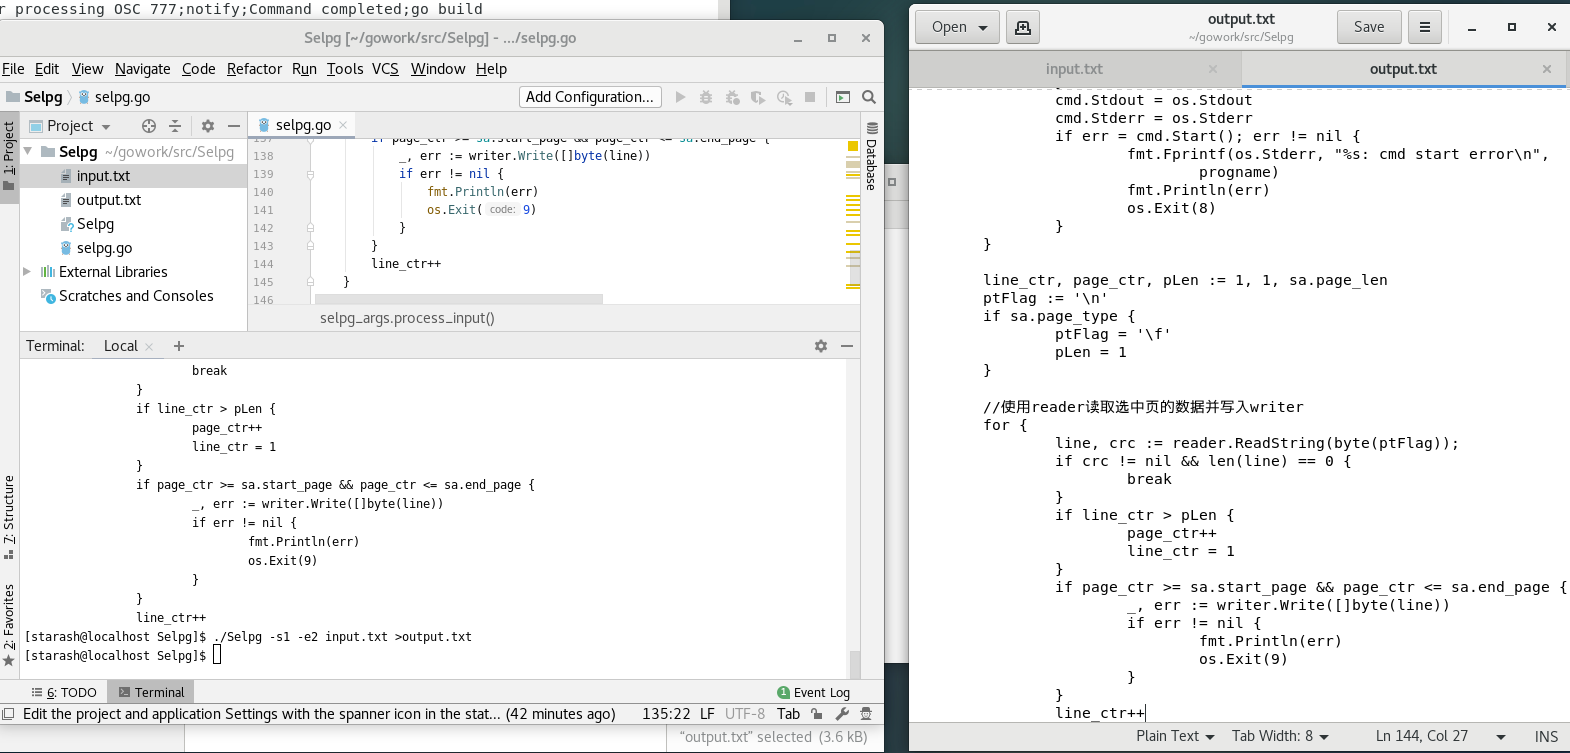 r processing OSC 777;notify;Command completed;go build
Selpg [~/gowork/src/Selpg] - .../selpg.go
File Edit View Navigate Code Refactor Run Tools VCS Window Help
Selpg selpg.go Add Configuration...
Project selpg.go
1: Project
Selpg ~/gowork/src/Selpg
input.txt
output.txt
Selpg
selpg.go
External Libraries
Scratches and Consoles
137 if page_ctr >= sa.start_page && page_ctr <= sa.end_page {
138 _, err := writer.Write([]byte(line))
139 if err != nil {
140 fmt.Println(err)
141 os.Exit( code: 9)
142 }
143 }
144 line_ctr++
145 }
146
selpg_args.process_input()
Database
Terminal: Local
break
}
if line_ctr > pLen {
page_ctr++
line_ctr = 1
}
if page_ctr >= sa.start_page && page_ctr <= sa.end_page {
_, err := writer.Write([]byte(line))
if err != nil {
fmt.Println(err)
os.Exit(9)
}
}
line_ctr++
[starash@localhost Selpg]$ ./Selpg -s1 -e2 input.txt >output.txt
[starash@localhost Selpg]$
7: Structure
2: Favorites
6: TODO Terminal 1 Event Log
Edit the project and application Settings with the spanner icon in the stat... (42 minutes ago) 135:22 LF UTF-8 Tab
“output.txt” selected (3.6 kB)
Open output.txt Save
~/gowork/src/Selpg
input.txt output.txt
}
cmd.Stdout = os.Stdout
cmd.Stderr = os.Stderr
if err = cmd.Start(); err != nil {
fmt.Fprintf(os.Stderr, "%s: cmd start error\n",
progname)
fmt.Println(err)
os.Exit(8)
}
}
line_ctr, page_ctr, pLen := 1, 1, sa.page_len
ptFlag := '\n'
if sa.page_type {
ptFlag = '\f'
pLen = 1
}
//使用reader读取选中页的数据并写入writer
for {
line, crc := reader.ReadString(byte(ptFlag));
if crc != nil && len(line) == 0 {
break
}
if line_ctr > pLen {
page_ctr++
line_ctr = 1
}
if page_ctr >= sa.start_page && page_ctr <= sa.end_page {
_, err := writer.Write([]byte(line))
if err != nil {
fmt.Println(err)
os.Exit(9)
}
}
line_ctr++
Plain Text Tab Width: 8 Ln 144, Col 27 INS